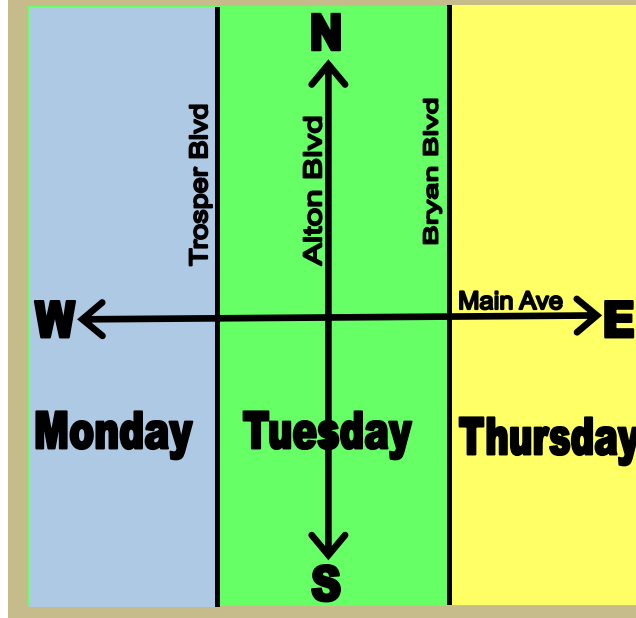 N
Trosper Blvd
Alton Blvd
Bryan Blvd
Main Ave
W
E
Monday
Tuesday
Thursday
S